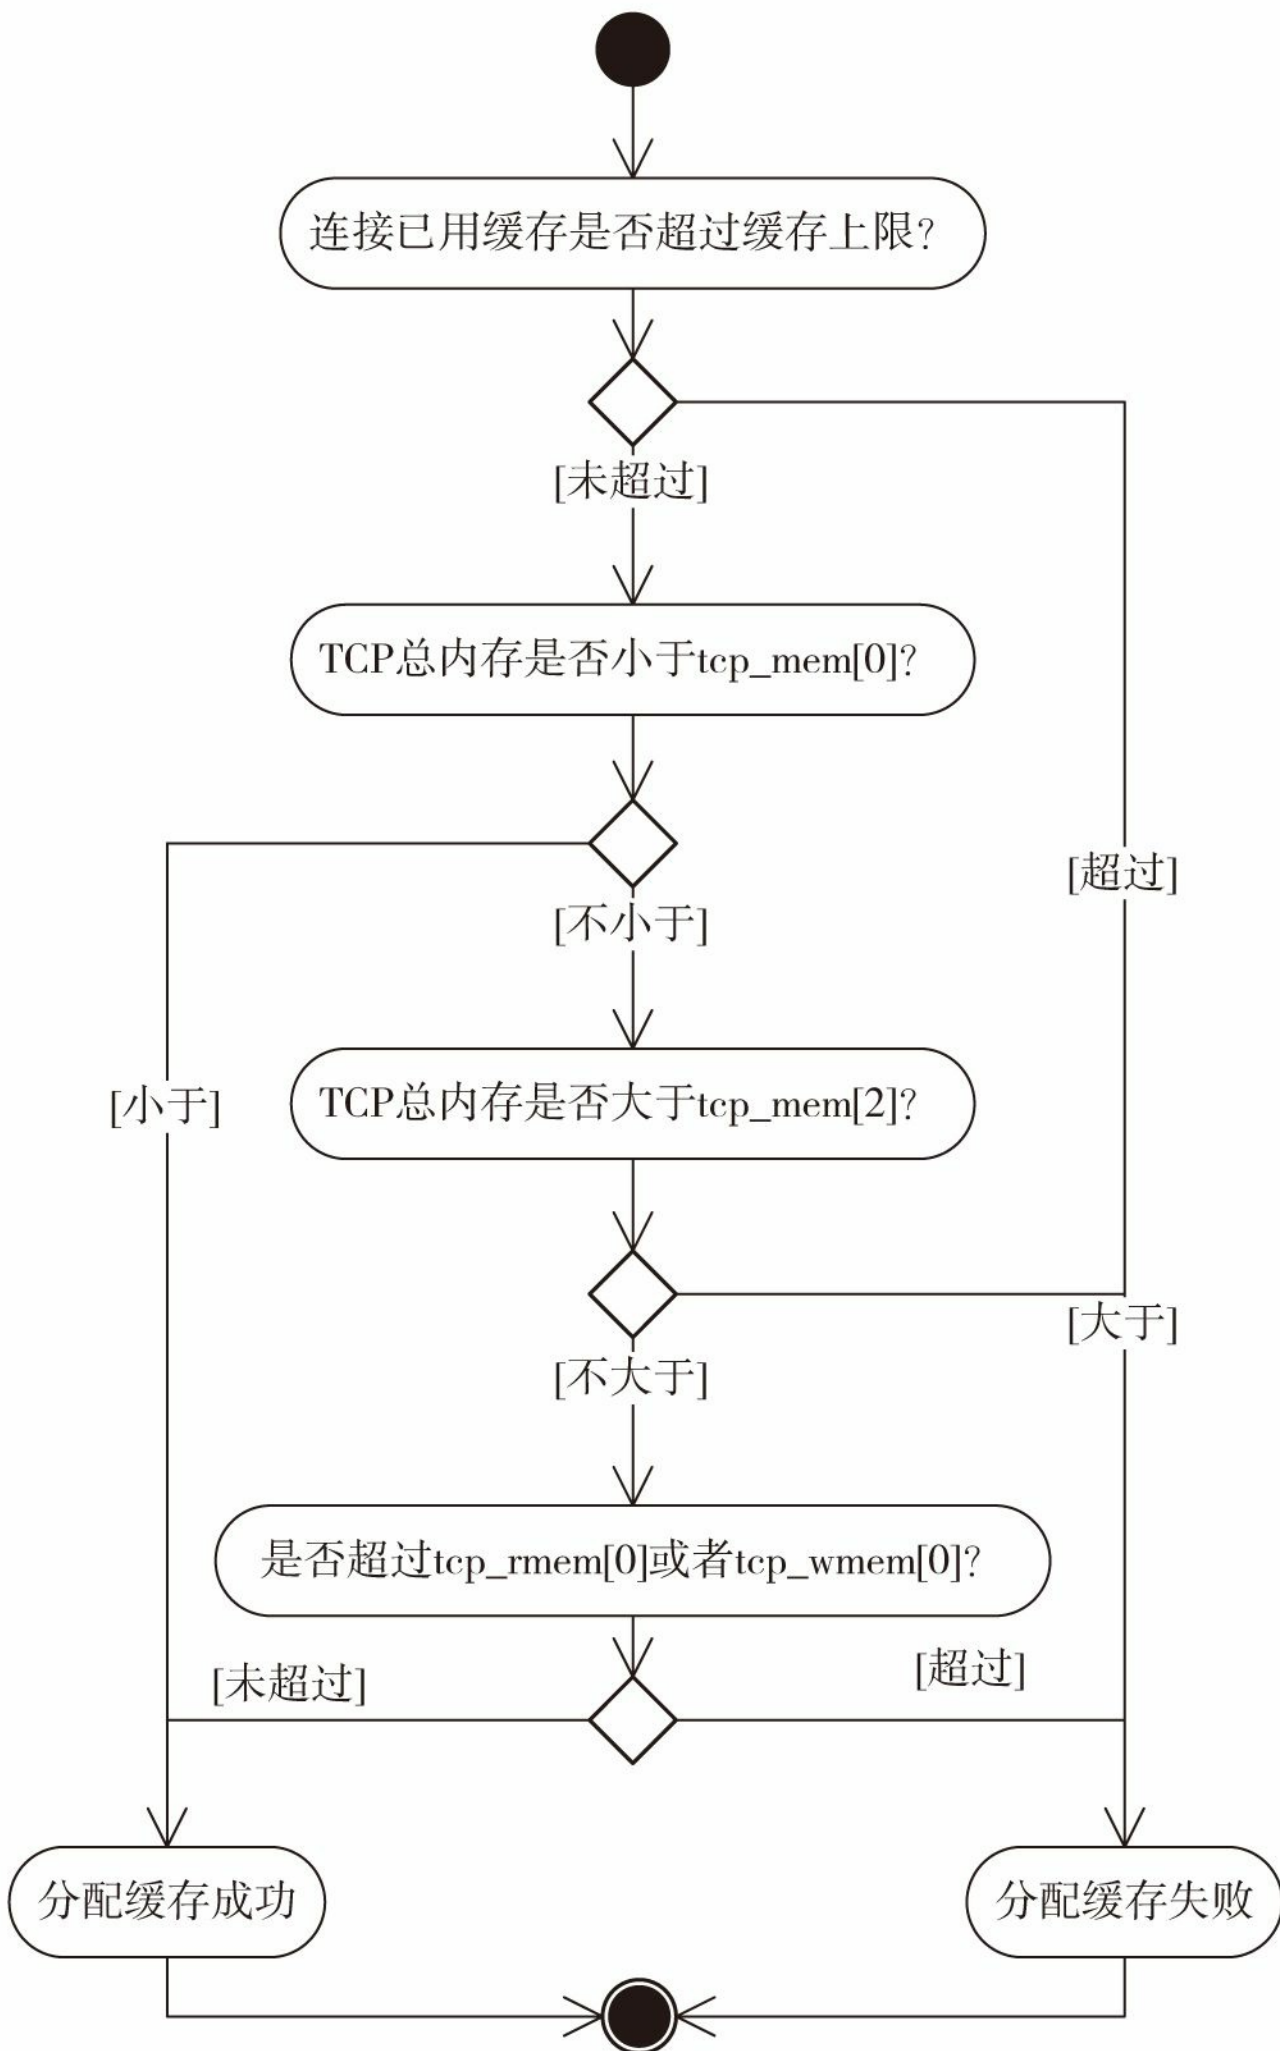 连接已用缓存是否超过缓存上限?
[未超过]
TCP总内存是否小于tcp_mem[0]?
[超过]
[不小于]
[小于]
TCP总内存是否大于tcp_mem[2]?
[大于]
[不大于]
是否超过tcp_rmem[0]或者tcp_wmem[0]?
[未超过]
[超过]
分配缓存成功
分配缓存失败